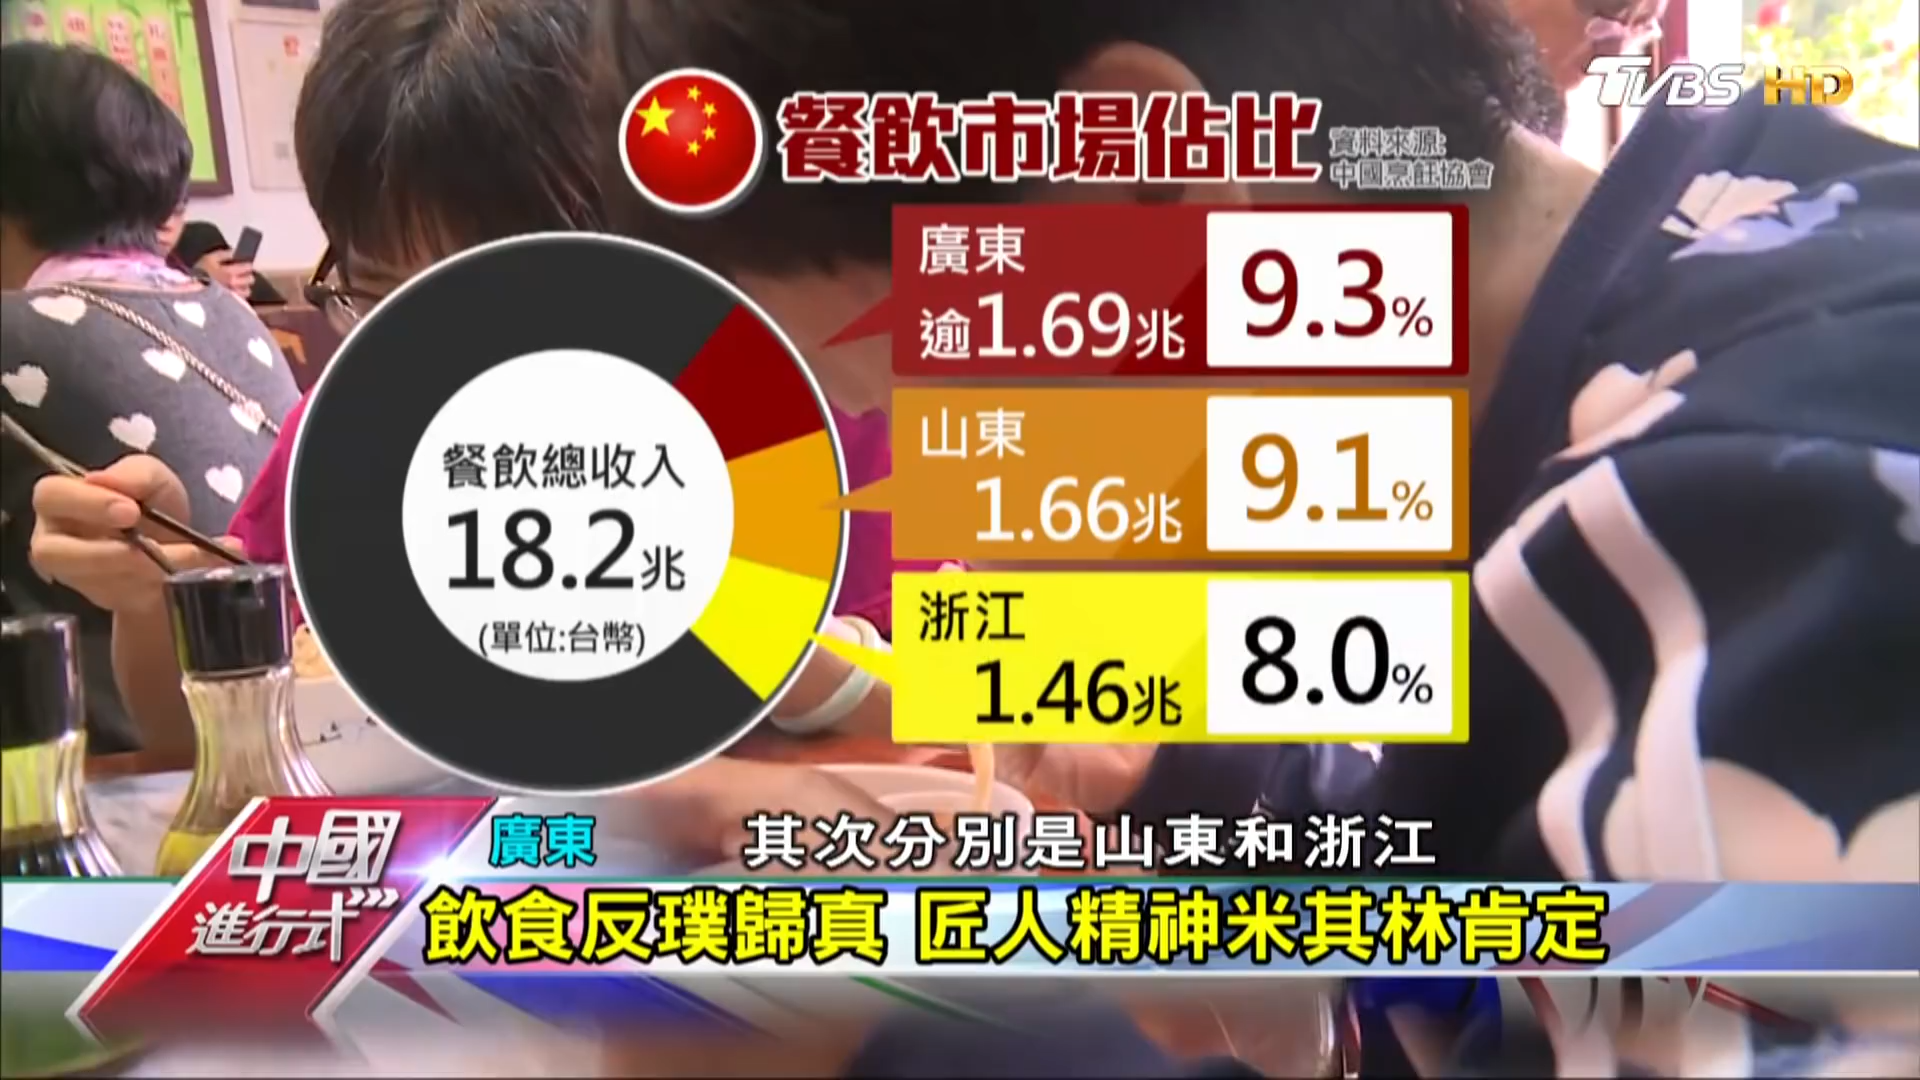 TVBS HD
餐飲市場佔比
資料來源:
中國烹飪協會
餐飲總收入
18.2兆
(單位:台幣)
廣東
逾1.69兆
9.3%
山東
1.66兆
9.1%
浙江
1.46兆
8.0%
中國
進行式
廣東
其次分別是山東和浙江
飲食反璞歸真 匠人精神米其林肯定